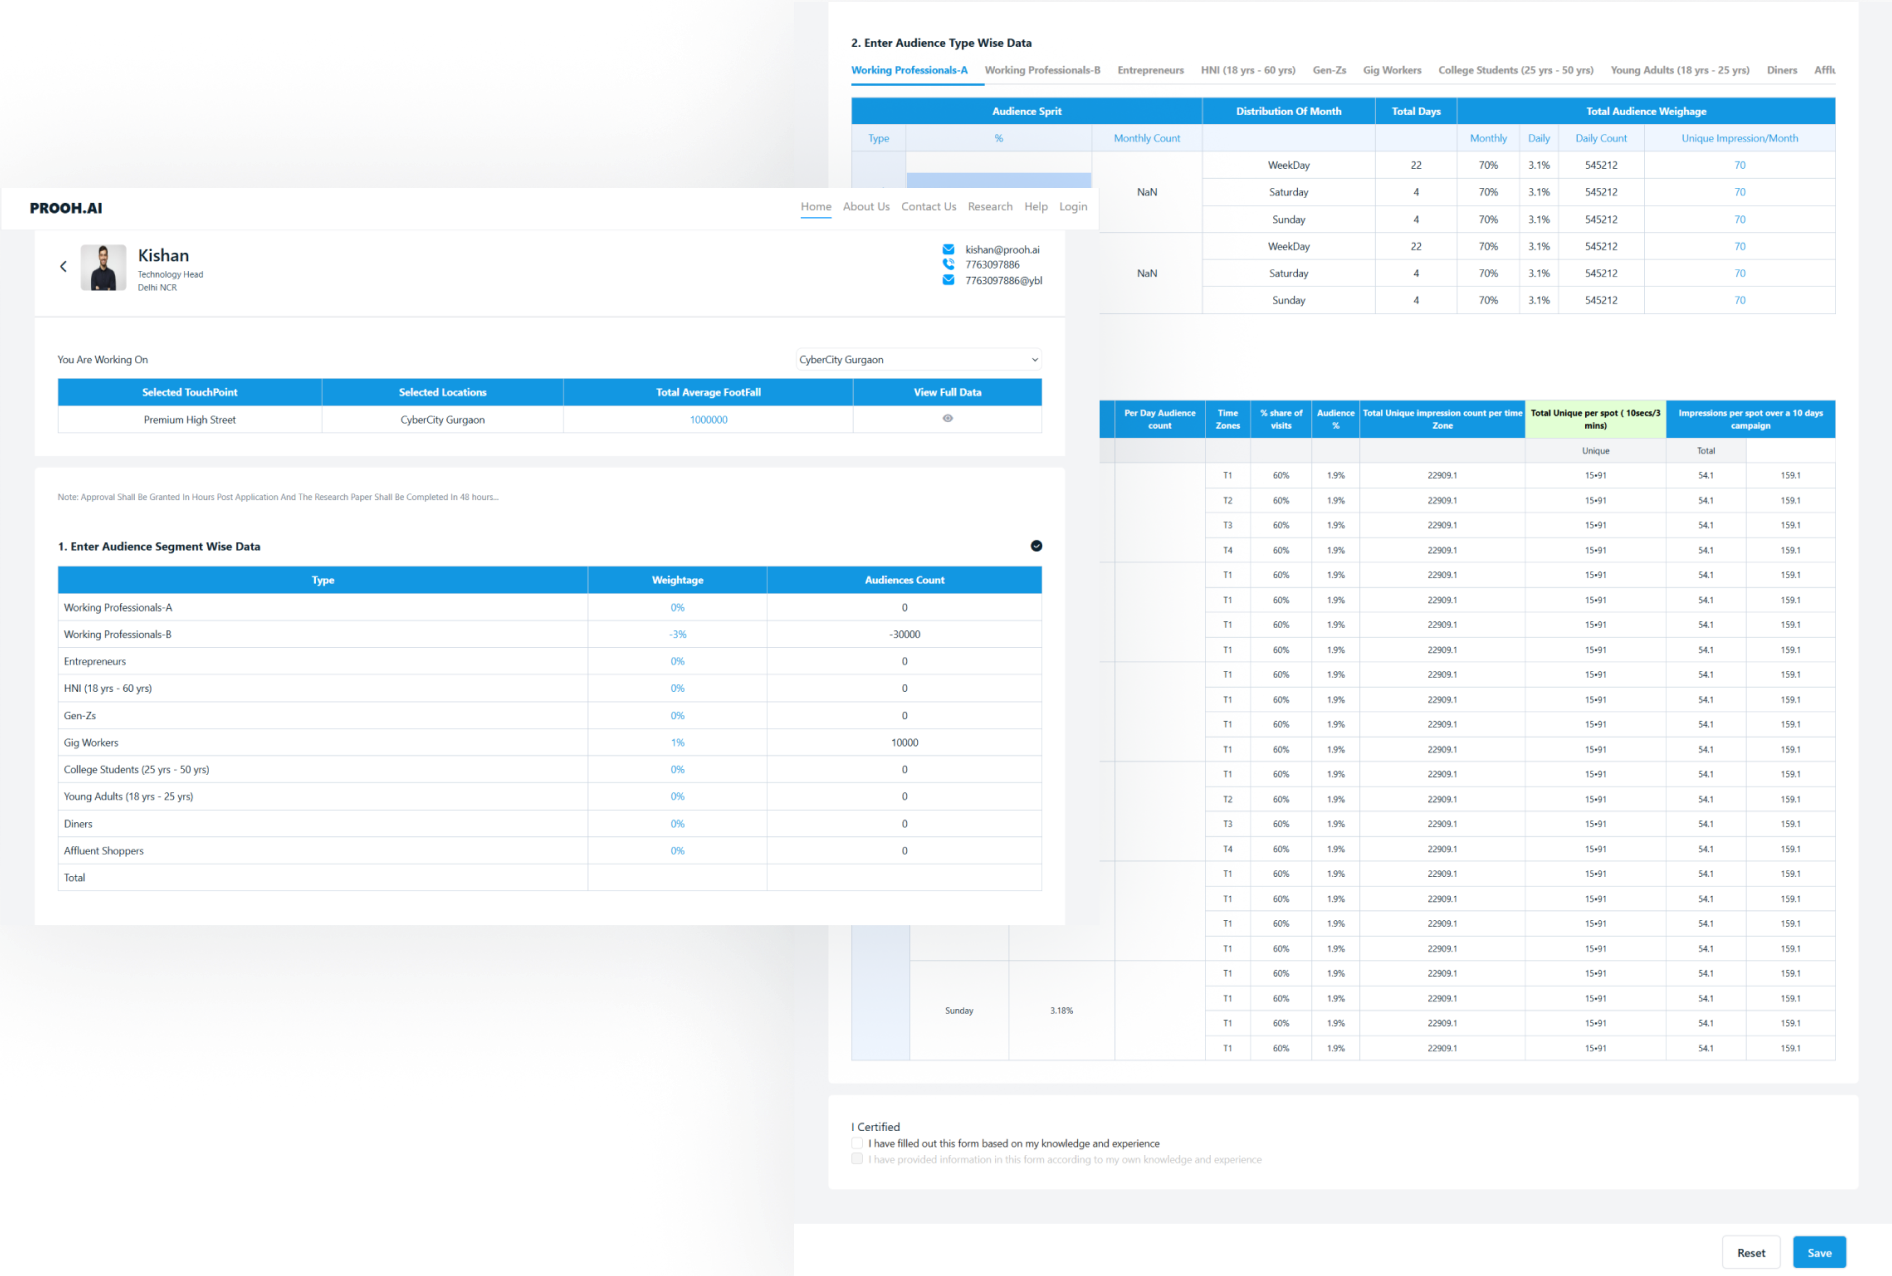 PROOH.AI
Home About Us Contact Us Research Help Login
Kishan
Technology Head
Delhi NCR
kishan@prooh.ai
7763097886
7763097886@ybl
You Are Working On
CyberCity Gurgaon
Selected TouchPoint Selected Locations Total Average FootFall View Full Data
Premium High Street CyberCity Gurgaon 1000000
Note: Approval Shall Be Granted In Hours Post Application And The Research Paper Shall Be Completed In 48 hours...
1. Enter Audience Segment Wise Data
Type Weightage Audiences Count
Working Professionals-A 0% 0
Working Professionals-B -3% -30000
Entrepreneurs 0% 0
HNI (18 yrs - 60 yrs) 0% 0
Gen-Zs 0% 0
Gig Workers 1% 10000
College Students (25 yrs - 50 yrs) 0% 0
Young Adults (18 yrs - 25 yrs) 0% 0
Diners 0% 0
Affluent Shoppers 0% 0
Total
2. Enter Audience Type Wise Data
Working Professionals-A Working Professionals-B Entrepreneurs HNI (18 yrs - 60 yrs) Gen-Zs Gig Workers College Students (25 yrs - 50 yrs) Young Adults (18 yrs - 25 yrs) Diners Afflu
Audience Sprit Distribution Of Month Total Days Total Audience Weighage
Type % Monthly Count Monthly Daily Daily Count Unique Impression/Month
WeekDay 22 70% 3.1% 545212 70
NaN Saturday 4 70% 3.1% 545212 70
Sunday 4 70% 3.1% 545212 70
WeekDay 22 70% 3.1% 545212 70
NaN Saturday 4 70% 3.1% 545212 70
Sunday 4 70% 3.1% 545212 70
Per Day Audience count Time Zones % share of visits Audience % Total Unique impression count per time Zone Total Unique per spot ( 10secs/3 mins) Impressions per spot over a 10 days campaign
Unique Total
T1 60% 1.9% 22909.1 15*91 54.1 159.1
T2 60% 1.9% 22909.1 15*91 54.1 159.1
T3 60% 1.9% 22909.1 15*91 54.1 159.1
T4 60% 1.9% 22909.1 15*91 54.1 159.1
T1 60% 1.9% 22909.1 15*91 54.1 159.1
T1 60% 1.9% 22909.1 15*91 54.1 159.1
T1 60% 1.9% 22909.1 15*91 54.1 159.1
T1 60% 1.9% 22909.1 15*91 54.1 159.1
T1 60% 1.9% 22909.1 15*91 54.1 159.1
T1 60% 1.9% 22909.1 15*91 54.1 159.1
T1 60% 1.9% 22909.1 15*91 54.1 159.1
T1 60% 1.9% 22909.1 15*91 54.1 159.1
T1 60% 1.9% 22909.1 15*91 54.1 159.1
T2 60% 1.9% 22909.1 15*91 54.1 159.1
T3 60% 1.9% 22909.1 15*91 54.1 159.1
T4 60% 1.9% 22909.1 15*91 54.1 159.1
T1 60% 1.9% 22909.1 15*91 54.1 159.1
T1 60% 1.9% 22909.1 15*91 54.1 159.1
T1 60% 1.9% 22909.1 15*91 54.1 159.1
T1 60% 1.9% 22909.1 15*91 54.1 159.1
T1 60% 1.9% 22909.1 15*91 54.1 159.1
T1 60% 1.9% 22909.1 15*91 54.1 159.1
Sunday 3.18%
T1 60% 1.9% 22909.1 15*91 54.1 159.1
T1 60% 1.9% 22909.1 15*91 54.1 159.1
I Certified
I have filled out this form based on my knowledge and experience
I have provided information in this form according to my own knowledge and experience
Reset Save